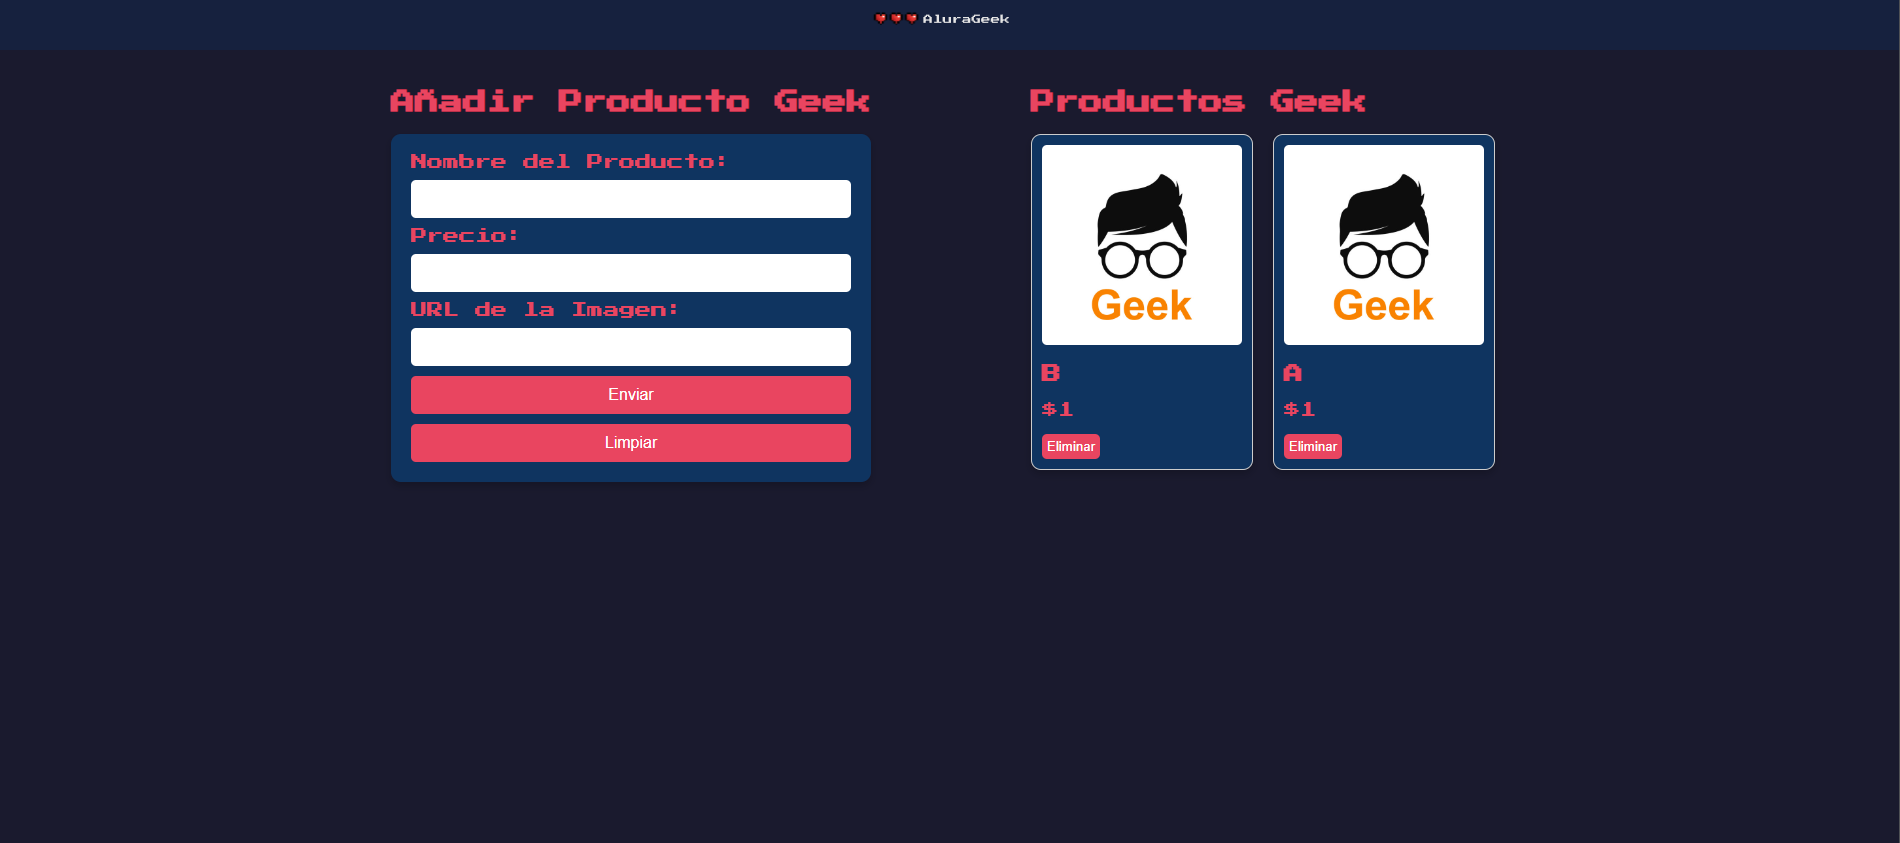 AluraGeek
Añadir Producto Geek
Nombre del Producto:
Precio:
URL de la Imagen:
Enviar
Limpiar
Productos Geek
Geek
B
$1
Eliminar
Geek
A
$1
Eliminar